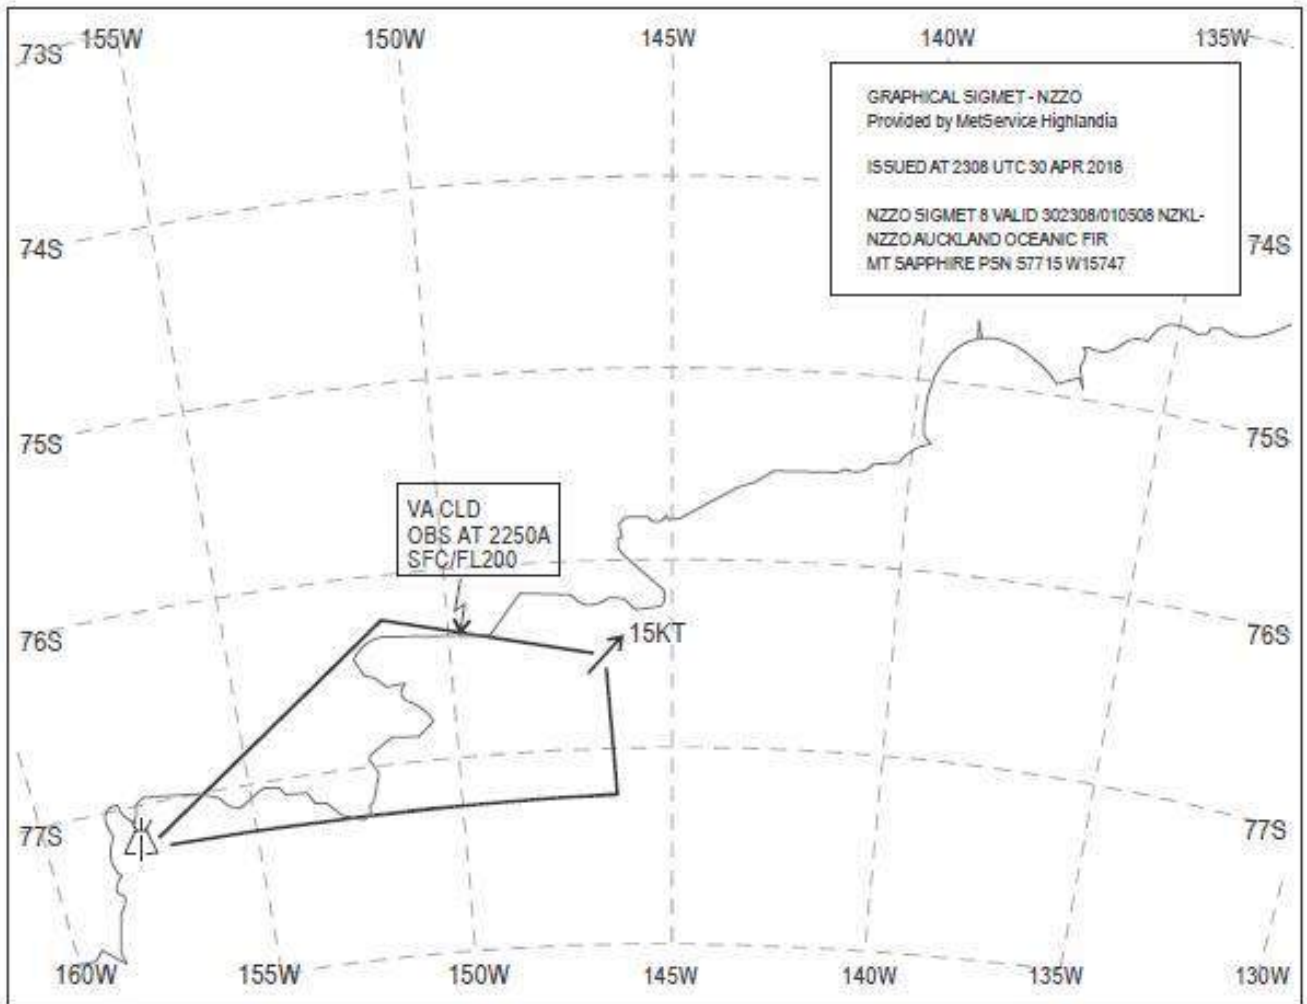 155W 150W 145W 140W 135W
73S
GRAPHICAL SIGMET - NZZO
Provided by MetService Highlandia
ISSUED AT 2308 UTC 30 APR 2016
NZZO SIGMET 8 VALID 302308/010508 NZKL-
NZZO AUCKLAND OCEANIC FIR
MT SAPPHIRE PSN S7715 W15747
74S 74S
75S 75S
VA CLD
OBS AT 2250A
SFC/FL200
15KT
76S 76S
77S 77S
160W 155W 150W 145W 140W 135W 130W